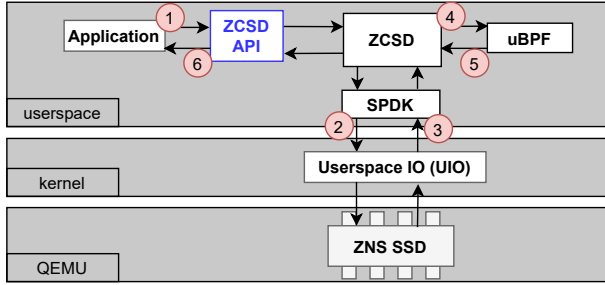 1
4
Application
ZCSD
API
ZCSD
uBPF
6
5
SPDK
userspace
2
3
Userspace IO (UIO)
kernel
ZNS SSD
QEMU